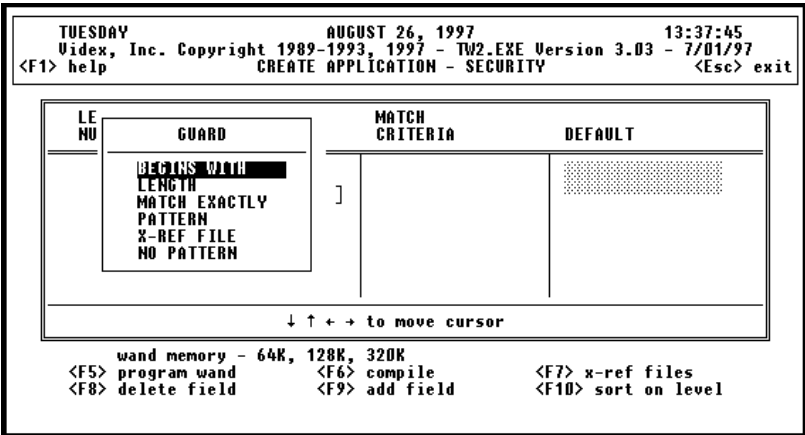 TUESDAY AUGUST 26, 1997 13:37:45
Videx, Inc. Copyright 1989-1993, 1997 - TW2.EXE Version 3.03 - 7/01/97
<F1> help CREATE APPLICATION - SECURITY <Esc> exit
LE MATCH
NU GUARD CRITERIA DEFAULT
BEGINS WITH
LENGTH
MATCH EXACTLY ]
PATTERN
X-REF FILE
NO PATTERN
↓ ↑ ← → to move cursor
wand memory - 64K, 128K, 320K
<F5> program wand <F6> compile <F7> x-ref files
<F8> delete field <F9> add field <F10> sort on level